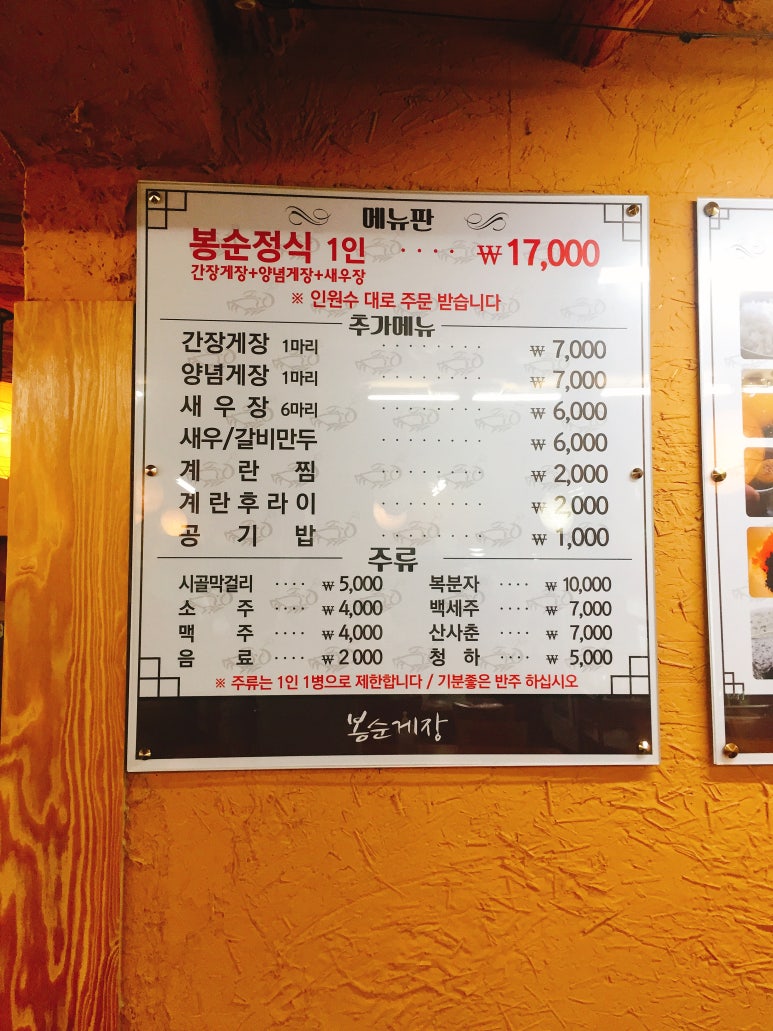 메뉴판
봉순정식 1인 ···· ₩ 17,000
간장게장+양념게장+새우장
※ 인원수 대로 주문 받습니다
추가메뉴
간장게장 1마리 ········ ₩ 7,000
양념게장 1마리 ········ ₩ 7,000
새우장 6마리 ········ ₩ 6,000
새우/갈비만두 ········ ₩ 6,000
계란찜 ········ ₩ 2,000
계란후라이 ········ ₩ 2,000
공기밥 ········ ₩ 1,000
주류
시골막걸리 ···· ₩ 5,000 복분자 ···· ₩ 10,000
소주 ···· ₩ 4,000 백세주 ···· ₩ 7,000
맥주 ···· ₩ 4,000 산사춘 ···· ₩ 7,000
음료 ···· ₩ 2000 청하 ···· ₩ 5,000
※ 주류는 1인 1병으로 제한합니다 / 기분좋은 반주 하십시오
봉순게장